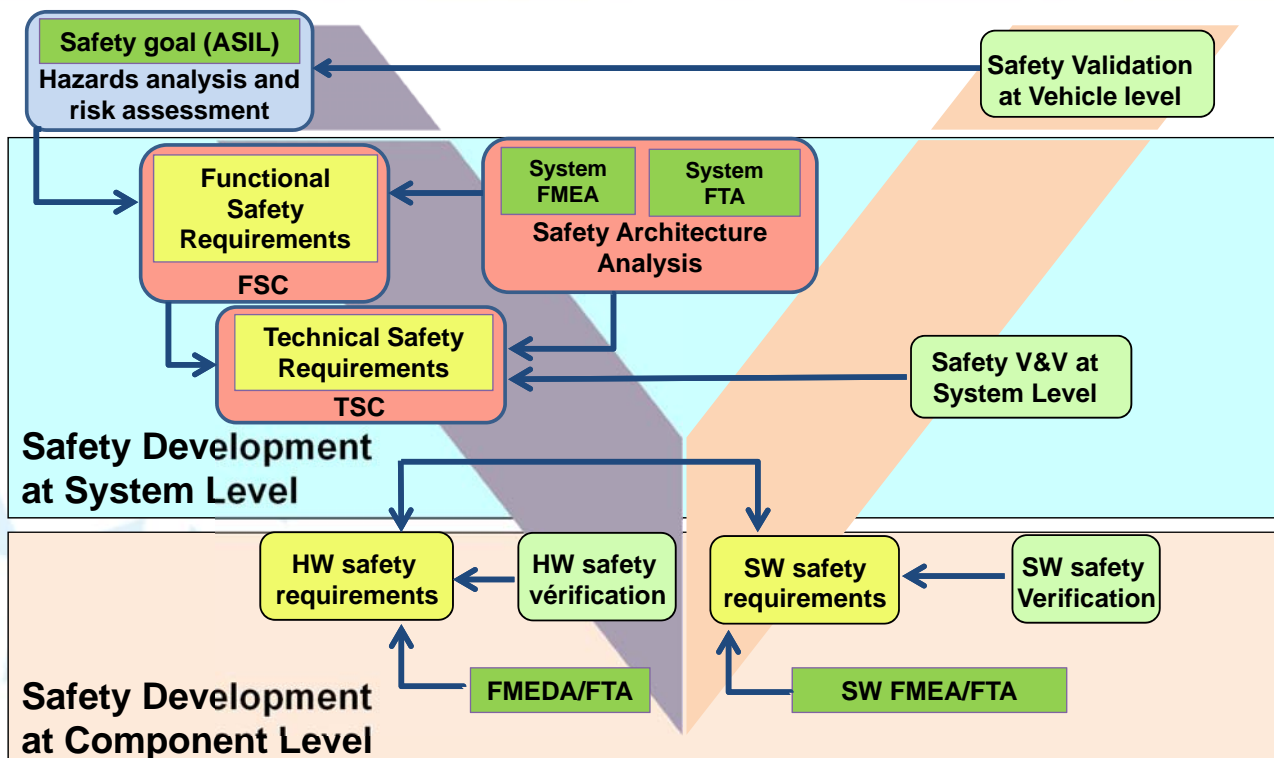 Safety goal (ASIL)
Hazards analysis and
risk assessment
Safety Validation
at Vehicle level
Functional
Safety
Requirements
FSC
System
FMEA
System
FTA
Safety Architecture
Analysis
Technical Safety
Requirements
TSC
Safety V&V at
System Level
Safety Development
at System Level
HW safety
requirements
HW safety
vérification
SW safety
requirements
SW safety
Verification
FMEDA/FTA
SW FMEA/FTA
Safety Development
at Component Level